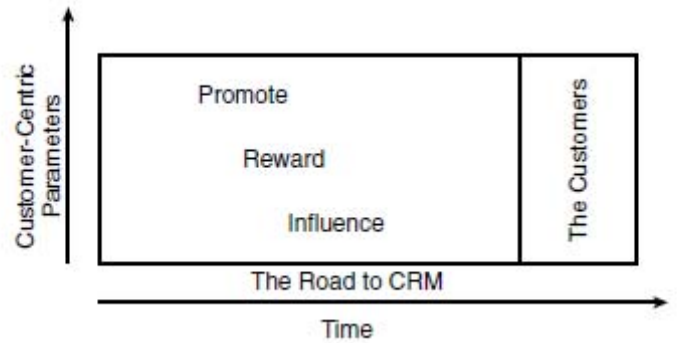 Customer-Centric
Parameters
Promote
Reward
Influence
The Customers
The Road to CRM
Time